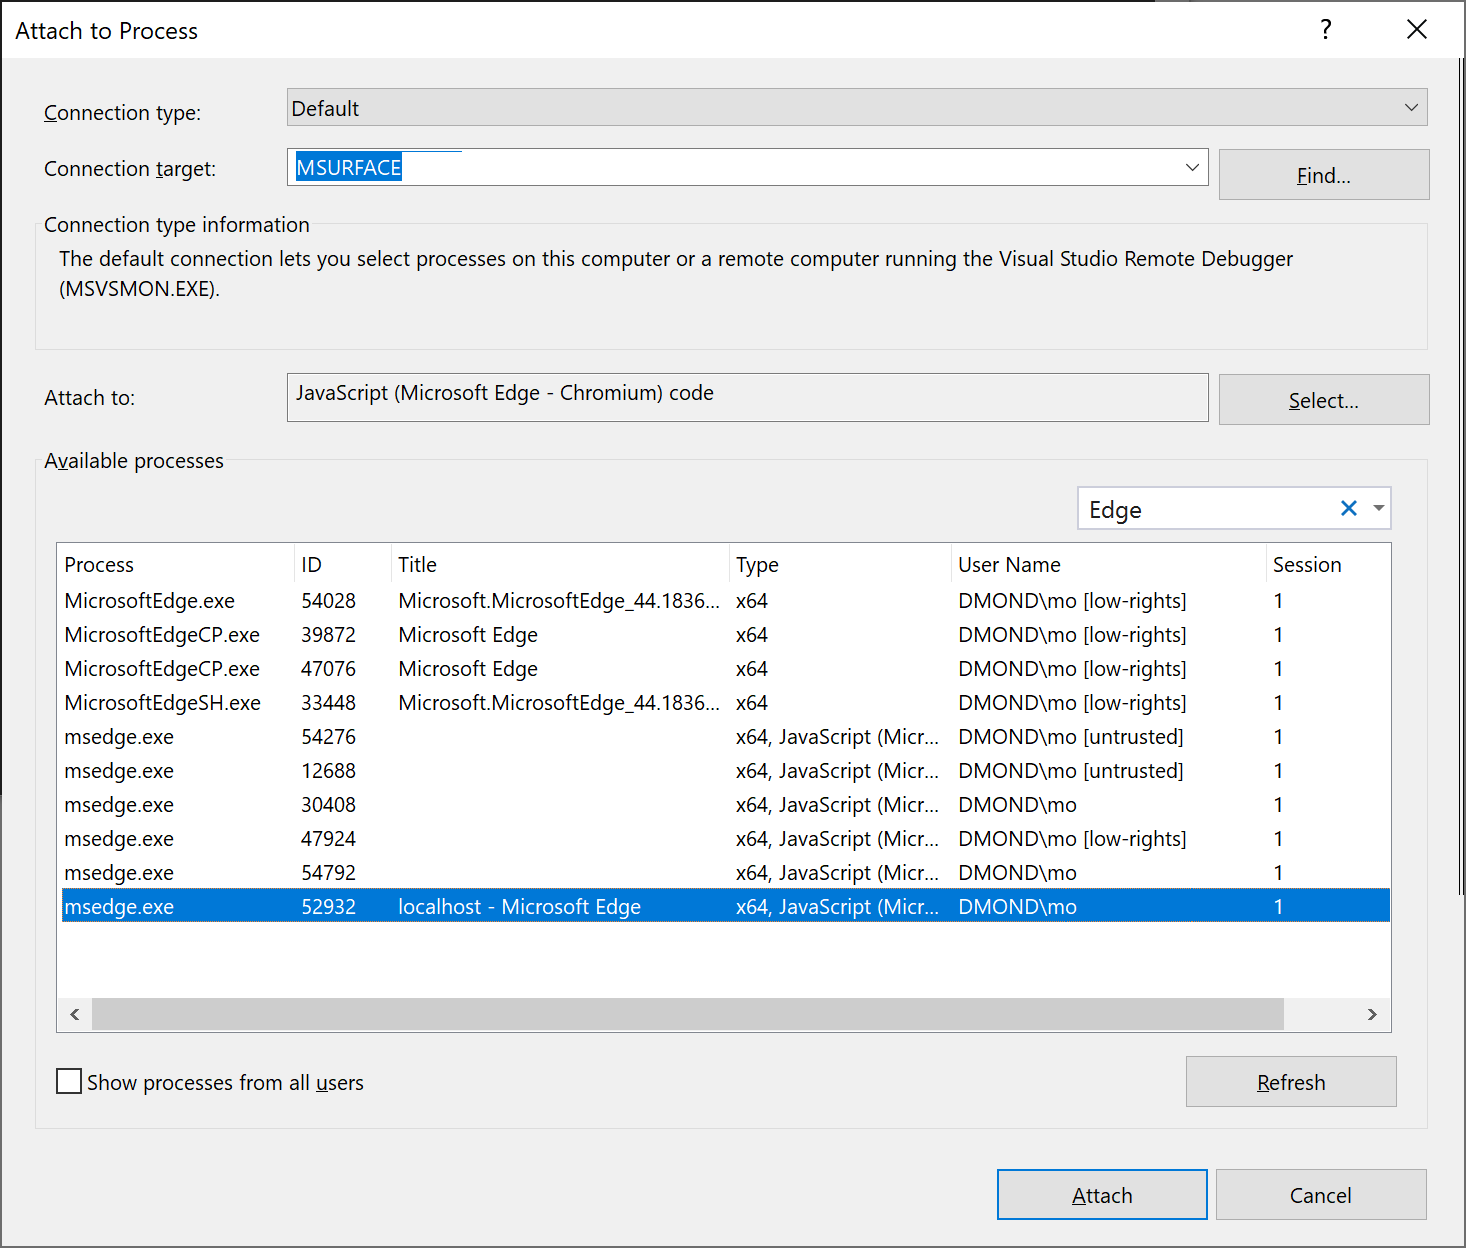 Attach to Process ?
Connection type: Default
Connection target: MSURFACE Find...
Connection type information
The default connection lets you select processes on this computer or a remote computer running the Visual Studio Remote Debugger
(MSVSMON.EXE).
Attach to: JavaScript (Microsoft Edge - Chromium) code Select...
Available processes
Edge
Process ID Title Type User Name Session
MicrosoftEdge.exe 54028 Microsoft.MicrosoftEdge_44.1836... x64 DMOND\mo [low-rights] 1
MicrosoftEdgeCP.exe 39872 Microsoft Edge x64 DMOND\mo [low-rights] 1
MicrosoftEdgeCP.exe 47076 Microsoft Edge x64 DMOND\mo [low-rights] 1
MicrosoftEdgeSH.exe 33448 Microsoft.MicrosoftEdge_44.1836... x64 DMOND\mo [low-rights] 1
msedge.exe 54276 x64, JavaScript (Micr... DMOND\mo [untrusted] 1
msedge.exe 12688 x64, JavaScript (Micr... DMOND\mo [untrusted] 1
msedge.exe 30408 x64, JavaScript (Micr... DMOND\mo 1
msedge.exe 47924 x64, JavaScript (Micr... DMOND\mo [low-rights] 1
msedge.exe 54792 x64, JavaScript (Micr... DMOND\mo 1
msedge.exe 52932 localhost - Microsoft Edge x64, JavaScript (Micr... DMOND\mo 1
Show processes from all users Refresh
Attach Cancel